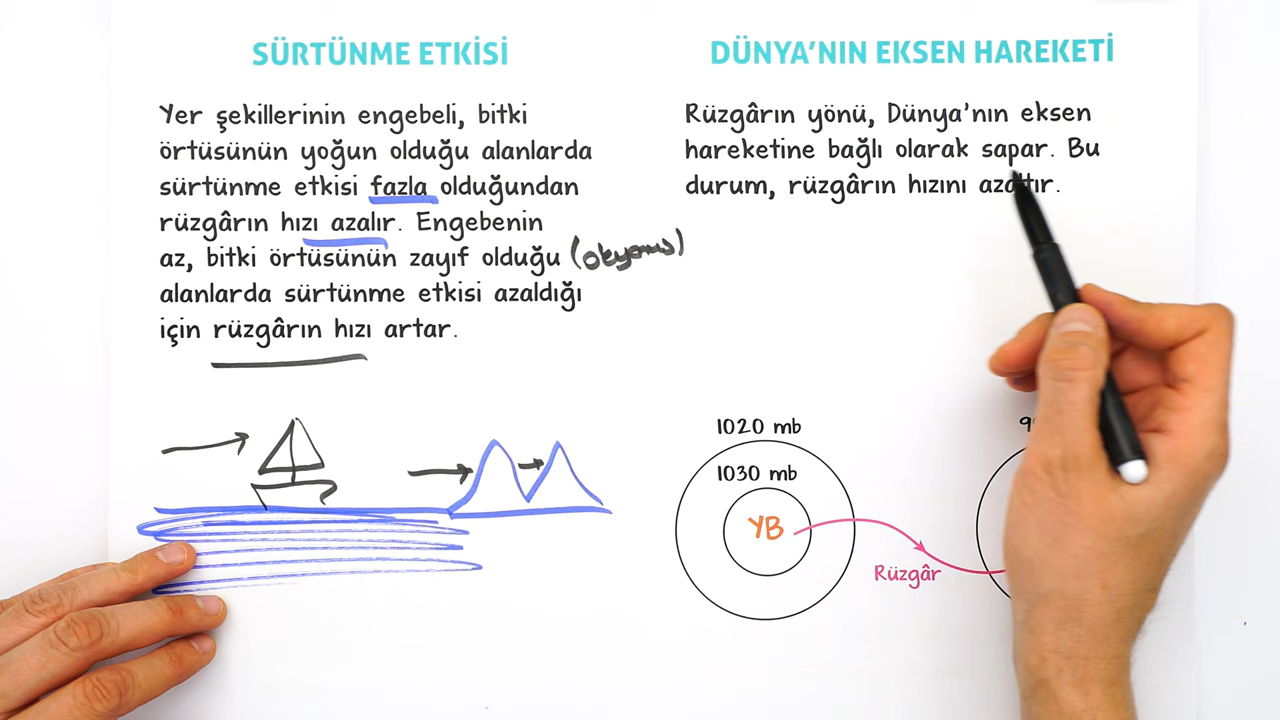 SÜRTÜNME ETKİSİ
Yer şekillerinin engebeli, bitki
örtüsünün yoğun olduğu alanlarda
sürtünme etkisi fazla olduğundan
rüzgârın hızı azalır. Engebenin
az, bitki örtüsünün zayıf olduğu (okyanus)
alanlarda sürtünme etkisi azaldığı
için rüzgârın hızı artar.
DÜNYA'NIN EKSEN HAREKETİ
Rüzgârın yönü, Dünya'nın eksen
hareketine bağlı olarak sapar. Bu
durum, rüzgârın hızını azaltır.
1020 mb
1030 mb
YB
Rüzgâr